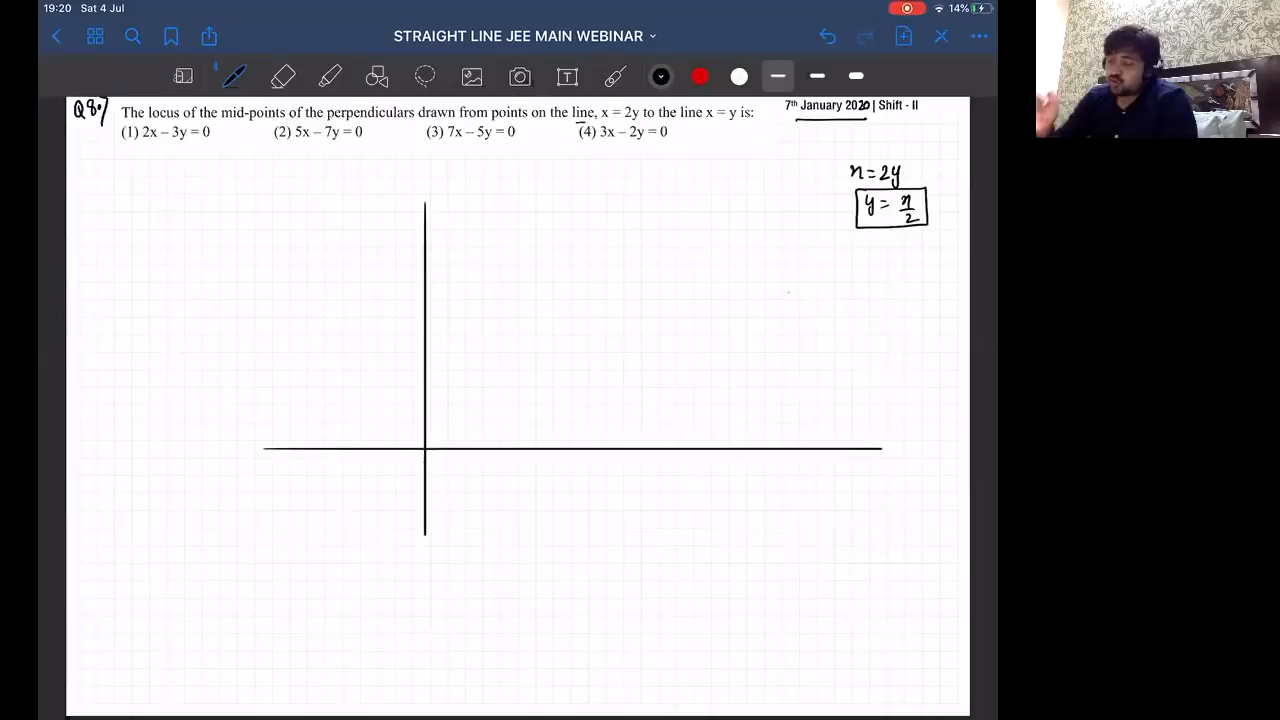 19:20 Sat 4 Jul
14%
STRAIGHT LINE JEE MAIN WEBINAR
Q8.
The locus of the mid-points of the perpendiculars drawn from points on the line, x = 2y to the line x = y is:
7th January 2020 | Shift - II
(1) 2x – 3y = 0 (2) 5x – 7y = 0 (3) 7x – 5y = 0 (4) 3x – 2y = 0
x = 2y
y = x/2